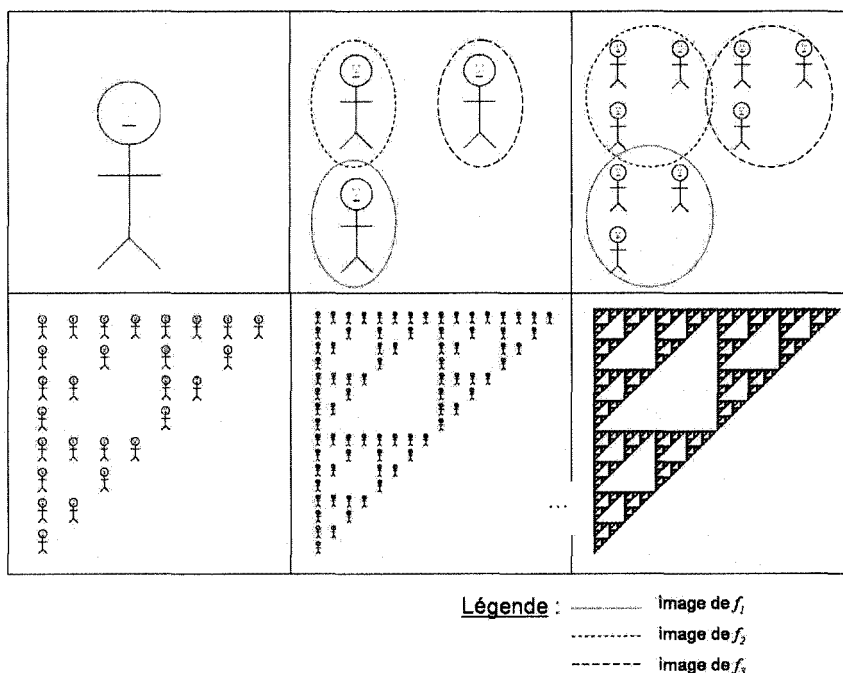 ...
Légende :
image de f₁
image de f₂
image de f₃